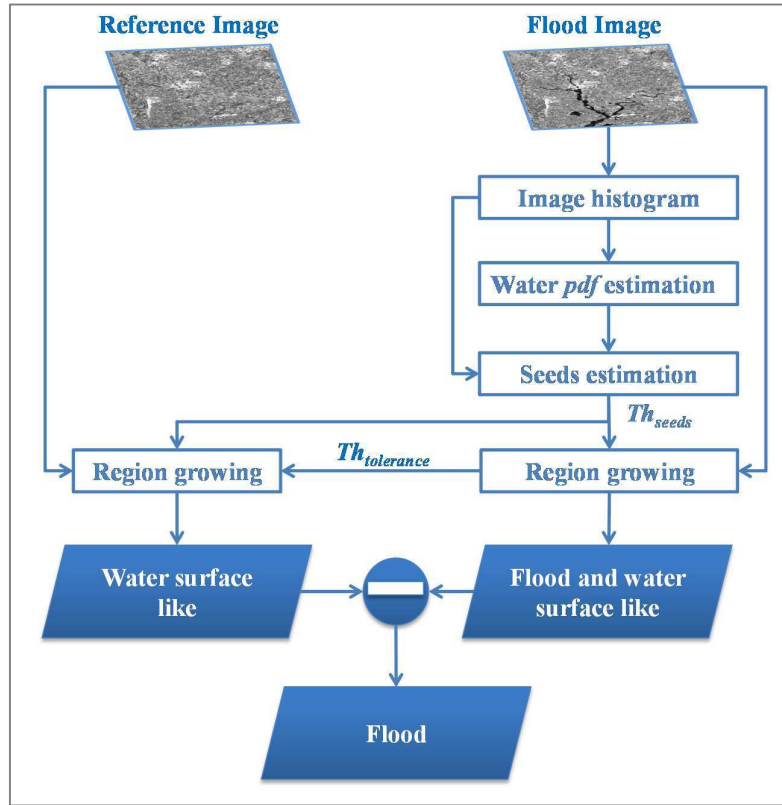 Reference Image
Flood Image
Image histogram
Water pdf estimation
Seeds estimation
Th_seeds
Th_tolerance
Region growing
Region growing
Water surface
like
Flood and water
surface like
Flood